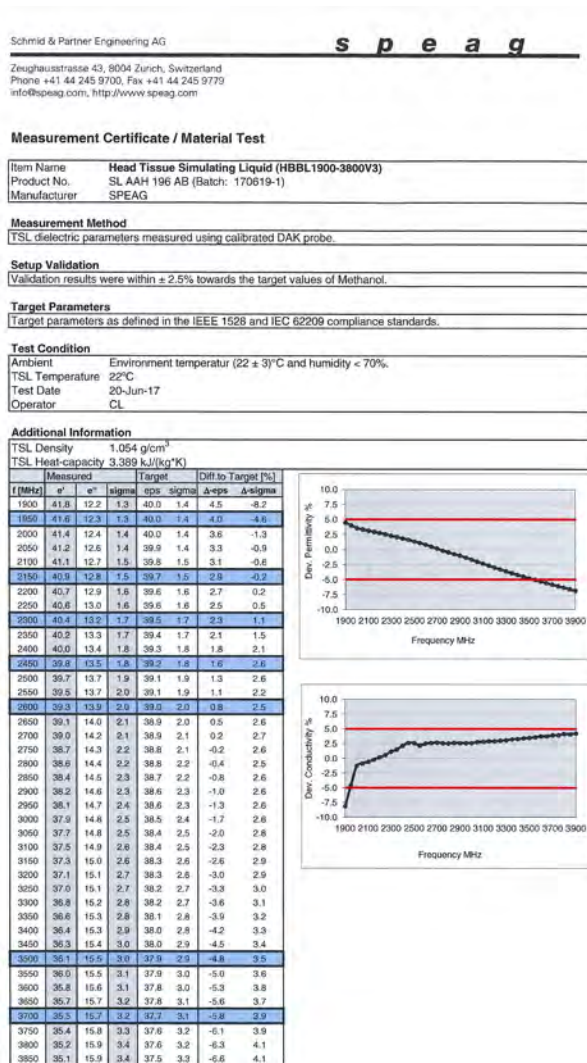 Schmid & Partner Engineering AG
s p e a g
Zeughausstrasse 43, 8004 Zurich, Switzerland
Phone +41 44 245 9700, Fax +41 44 245 9779
info@speag.com, http://www.speag.com
Measurement Certificate / Material Test
Item Name Head Tissue Simulating Liquid (HBBL1900-3800V3)
Product No. SL AAH 196 AB (Batch: 170619-1)
Manufacturer SPEAG
Measurement Method
TSL dielectric parameters measured using calibrated DAK probe.
Setup Validation
Validation results were within ± 2.5% towards the target values of Methanol.
Target Parameters
Target parameters as defined in the IEEE 1528 and IEC 62209 compliance standards.
Test Condition
Ambient Environment temperatur (22 ± 3)°C and humidity < 70%.
TSL Temperature 22°C
Test Date 20-Jun-17
Operator CL
Additional Information
TSL Density 1.054 g/cm³
TSL Heat-capacity 3.389 kJ/(kg*K)
Measured Target Diff.to Target [%]
f [MHz] e' e" sigma eps sigma Δ-eps Δ-sigma
1900 41.8 12.2 1.3 40.0 1.4 4.5 -8.2
1950 41.6 12.3 1.3 40.0 1.4 4.0 -4.6
2000 41.4 12.4 1.4 40.0 1.4 3.6 -1.3
2050 41.2 12.6 1.4 39.9 1.4 3.3 -0.9
2100 41.1 12.7 1.5 39.8 1.5 3.1 -0.6
2150 40.9 12.8 1.5 39.7 1.5 2.9 -0.2
2200 40.7 12.9 1.6 39.6 1.6 2.7 0.2
2250 40.6 13.0 1.6 39.6 1.6 2.5 0.5
2300 40.4 13.2 1.7 39.5 1.7 2.3 1.1
2350 40.2 13.3 1.7 39.4 1.7 2.1 1.5
2400 40.0 13.4 1.8 39.3 1.8 1.8 2.1
2450 39.8 13.5 1.8 39.2 1.8 1.6 2.6
2500 39.7 13.7 1.9 39.1 1.9 1.3 2.6
2550 39.5 13.7 2.0 39.1 1.9 1.1 2.2
2600 39.3 13.9 2.0 39.0 2.0 0.8 2.5
2650 39.1 14.0 2.1 38.9 2.0 0.5 2.6
2700 39.0 14.2 2.1 38.9 2.1 0.2 2.7
2750 38.7 14.3 2.2 38.8 2.1 -0.2 2.6
2800 38.6 14.4 2.2 38.8 2.2 -0.4 2.5
2850 38.4 14.5 2.3 38.7 2.2 -0.8 2.6
2900 38.2 14.6 2.3 38.6 2.3 -1.0 2.6
2950 38.1 14.7 2.4 38.6 2.3 -1.3 2.6
3000 37.9 14.8 2.5 38.5 2.4 -1.7 2.6
3050 37.7 14.8 2.5 38.4 2.5 -2.0 2.8
3100 37.5 14.9 2.6 38.4 2.5 -2.3 2.8
3150 37.3 15.0 2.6 38.3 2.6 -2.6 2.9
3200 37.1 15.1 2.7 38.3 2.6 -3.0 2.9
3250 37.0 15.1 2.7 38.2 2.7 -3.3 3.0
3300 36.8 15.2 2.8 38.2 2.7 -3.6 3.1
3350 36.6 15.3 2.8 38.1 2.8 -3.9 3.2
3400 36.4 15.3 2.9 38.0 2.8 -4.2 3.3
3450 36.3 15.4 3.0 38.0 2.9 -4.5 3.4
3500 36.1 15.5 3.0 37.9 2.9 -4.8 3.5
3550 36.0 15.5 3.1 37.9 3.0 -5.0 3.6
3600 35.8 15.6 3.1 37.8 3.0 -5.3 3.8
3650 35.7 15.7 3.2 37.8 3.1 -5.6 3.7
3700 35.5 15.7 3.2 37.7 3.1 -5.8 3.9
3750 35.4 15.8 3.3 37.6 3.2 -6.1 3.9
3800 35.2 15.9 3.4 37.6 3.2 -6.3 4.1
3850 35.1 15.9 3.4 37.5 3.3 -6.6 4.1
Dev. Permittivity %
10.0
7.5
5.0
2.5
0.0
-2.5
-5.0
-7.5
-10.0
1900 2100 2300 2500 2700 2900 3100 3300 3500 3700 3900
Frequency MHz
Dev. Conductivity %
10.0
7.5
5.0
2.5
0.0
-2.5
-5.0
-7.5
-10.0
1900 2100 2300 2500 2700 2900 3100 3300 3500 3700 3900
Frequency MHz